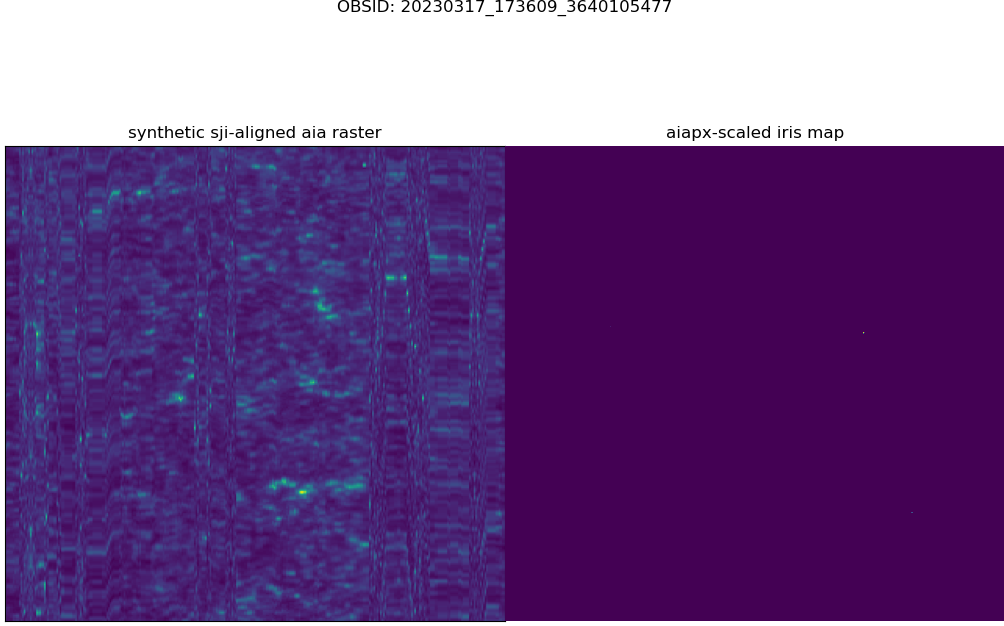 OBSID: 20230317_173609_3640105477
synthetic sji-aligned aia raster
aiapx-scaled iris map